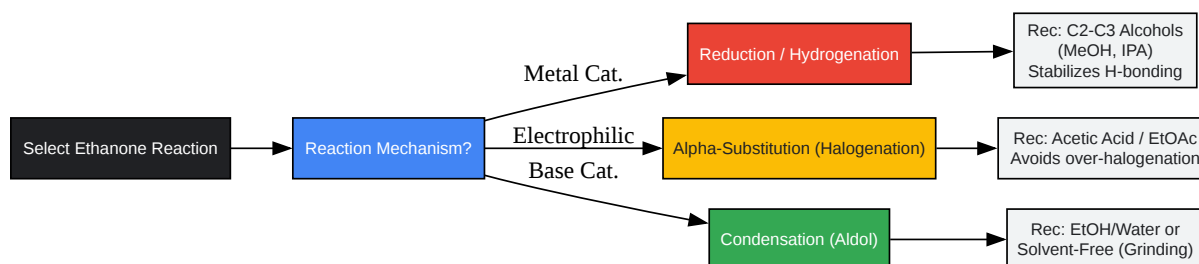 Select Ethanone Reaction
Reaction Mechanism?
Metal Cat.
Electrophilic
Base Cat.
Reduction / Hydrogenation
Rec: C2-C3 Alcohols
(MeOH, IPA)
Stabilizes H-bonding
Alpha-Substitution (Halogenation)
Rec: Acetic Acid / EtOAc
Avoids over-halogenation
Condensation (Aldol)
Rec: EtOH/Water or
Solvent-Free (Grinding)